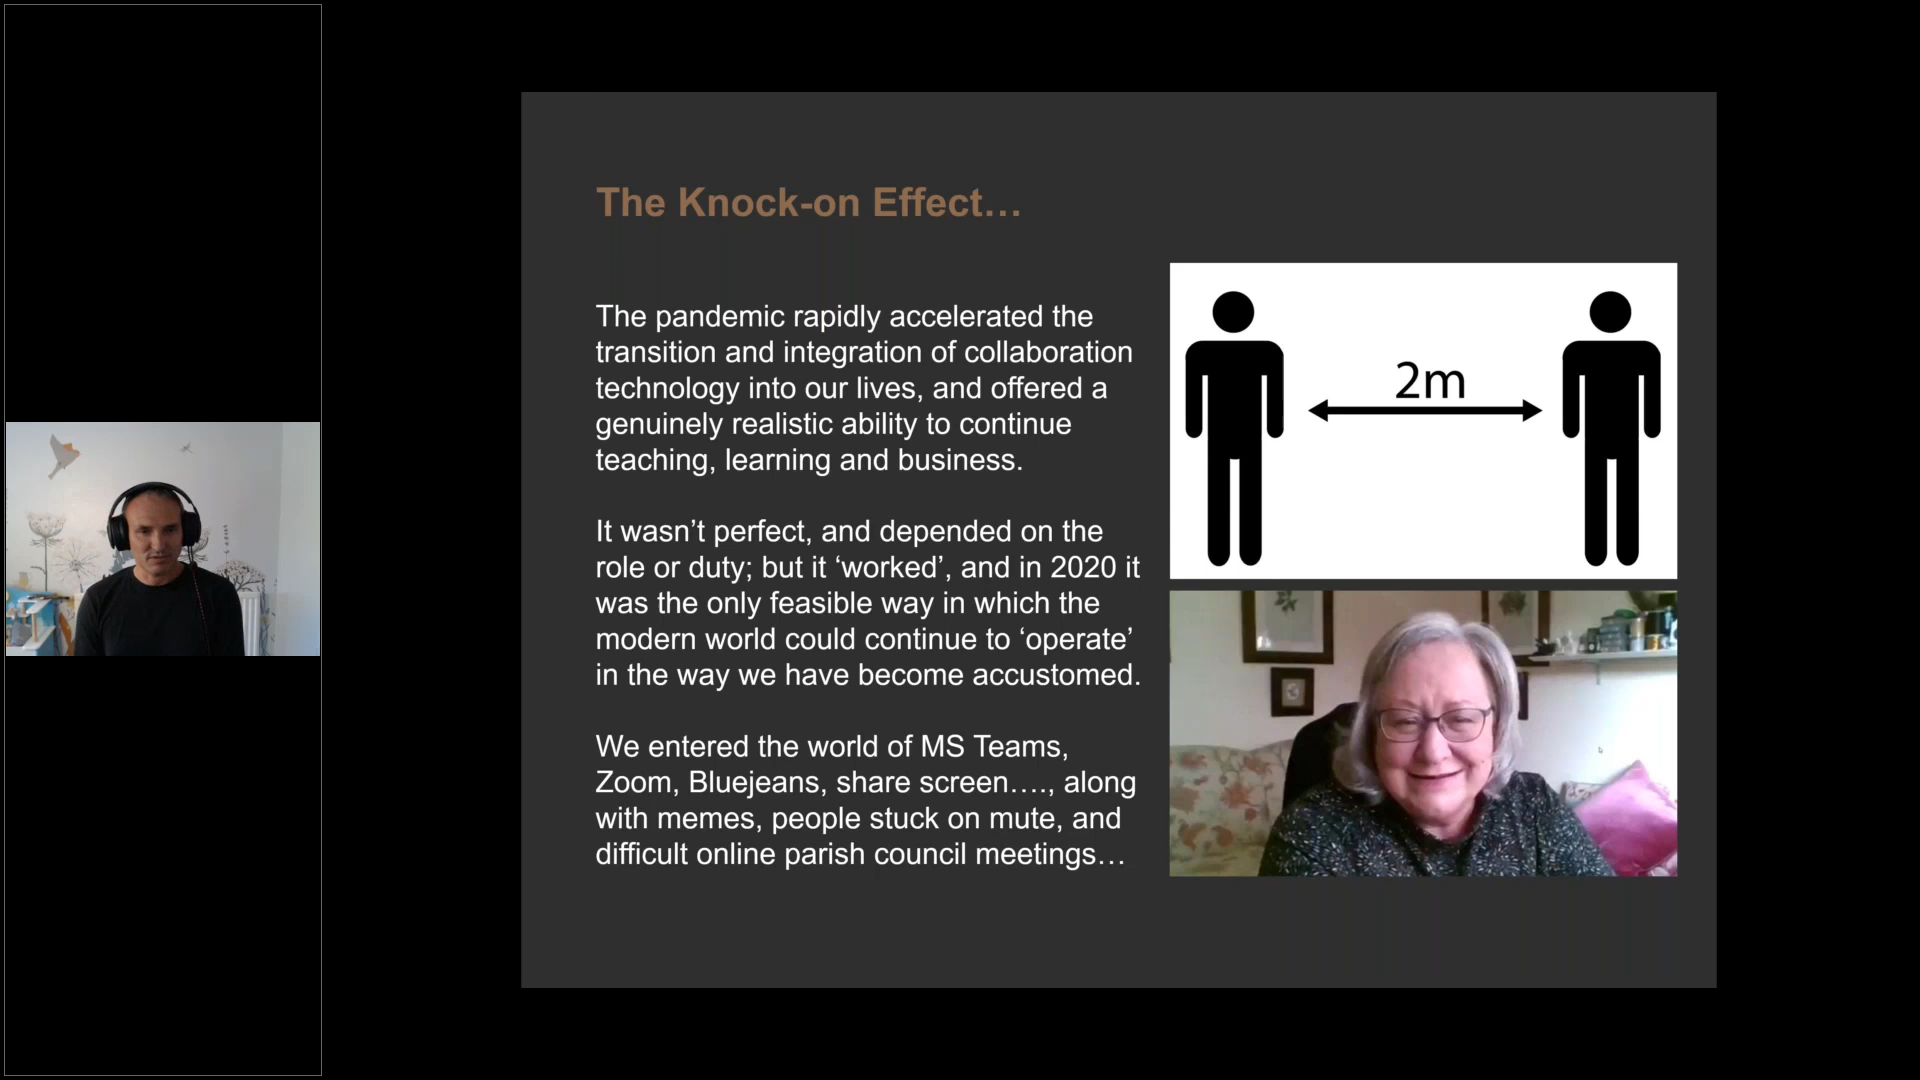 The Knock-on Effect…
The pandemic rapidly accelerated the
transition and integration of collaboration
technology into our lives, and offered a
genuinely realistic ability to continue
teaching, learning and business.
It wasn’t perfect, and depended on the
role or duty; but it ‘worked’, and in 2020 it
was the only feasible way in which the
modern world could continue to ‘operate’
in the way we have become accustomed.
We entered the world of MS Teams,
Zoom, Bluejeans, share screen…., along
with memes, people stuck on mute, and
difficult online parish council meetings…
2m